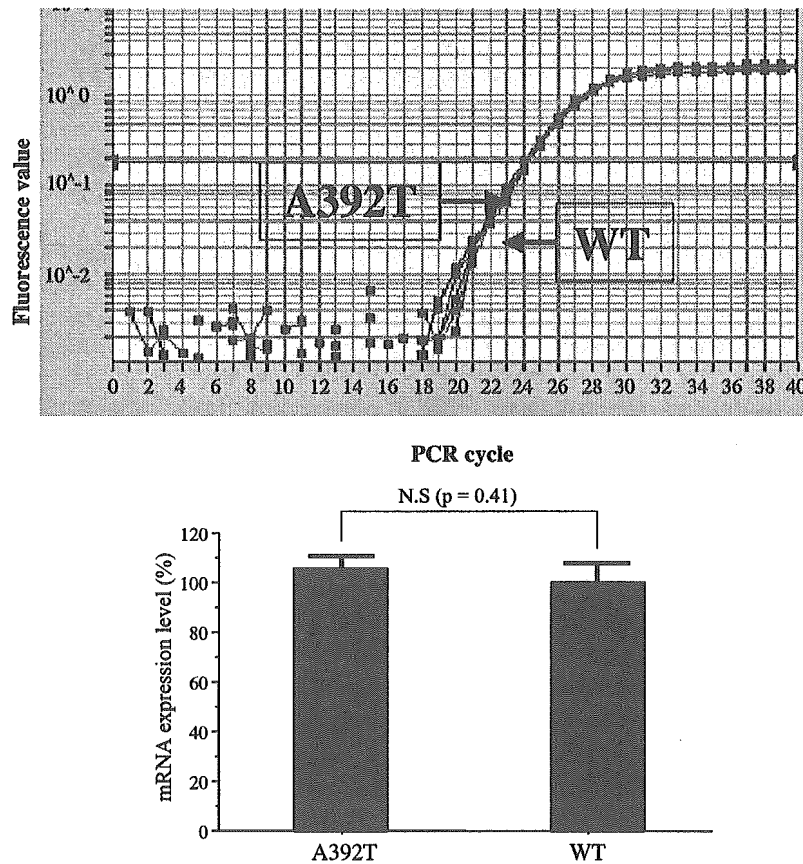 10^ 0
10^-1
10^-2
Fluorescence value
A392T
WT
0 2 4 6 8 10 12 14 16 18 20 22 24 26 28 30 32 34 36 38 40
PCR cycle
N.S (p = 0.41)
mRNA expression level (%)
120
100
80
60
40
20
0
A392T
WT